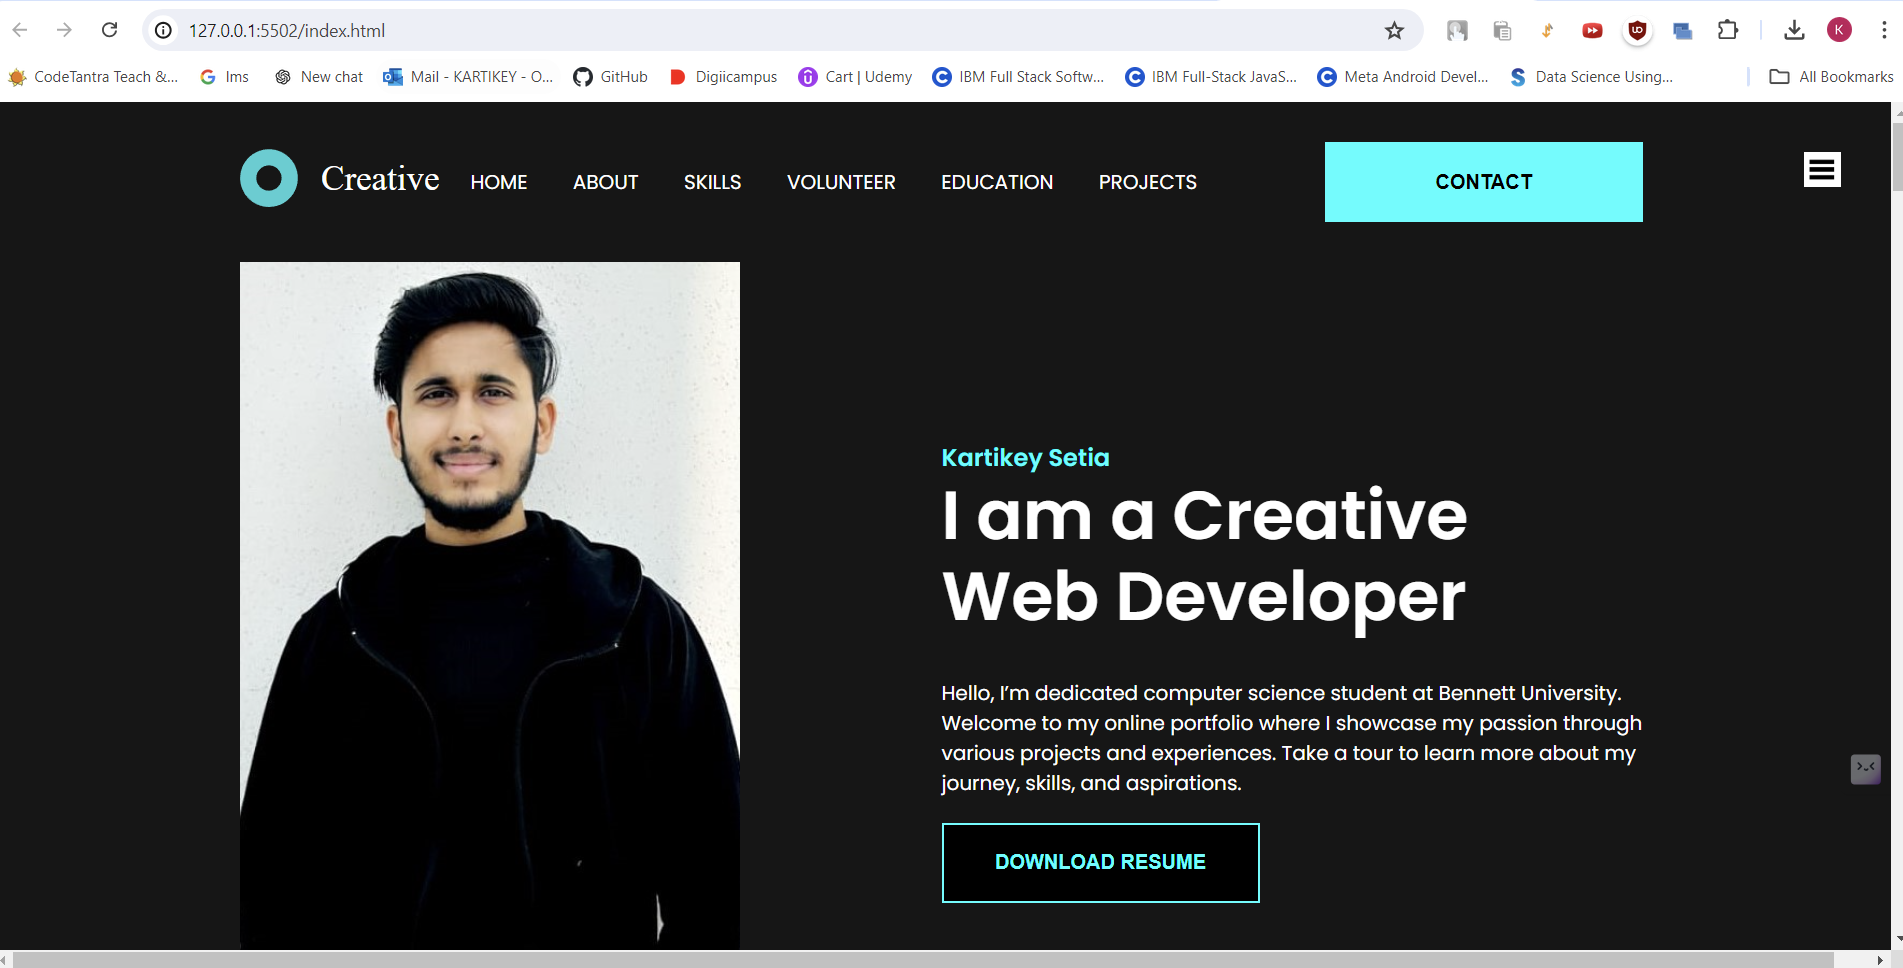 127.0.0.1:5502/index.html
K
CodeTantra Teach &...
lms
New chat
Mail - KARTIKEY - O...
GitHub
Digiicampus
Cart | Udemy
IBM Full Stack Softw...
IBM Full-Stack JavaS...
Meta Android Devel...
Data Science Using...
All Bookmarks
Creative
HOME
ABOUT
SKILLS
VOLUNTEER
EDUCATION
PROJECTS
CONTACT
Kartikey Setia
I am a Creative
Web Developer
Hello, I’m dedicated computer science student at Bennett University.
Welcome to my online portfolio where I showcase my passion through
various projects and experiences. Take a tour to learn more about my
journey, skills, and aspirations.
DOWNLOAD RESUME